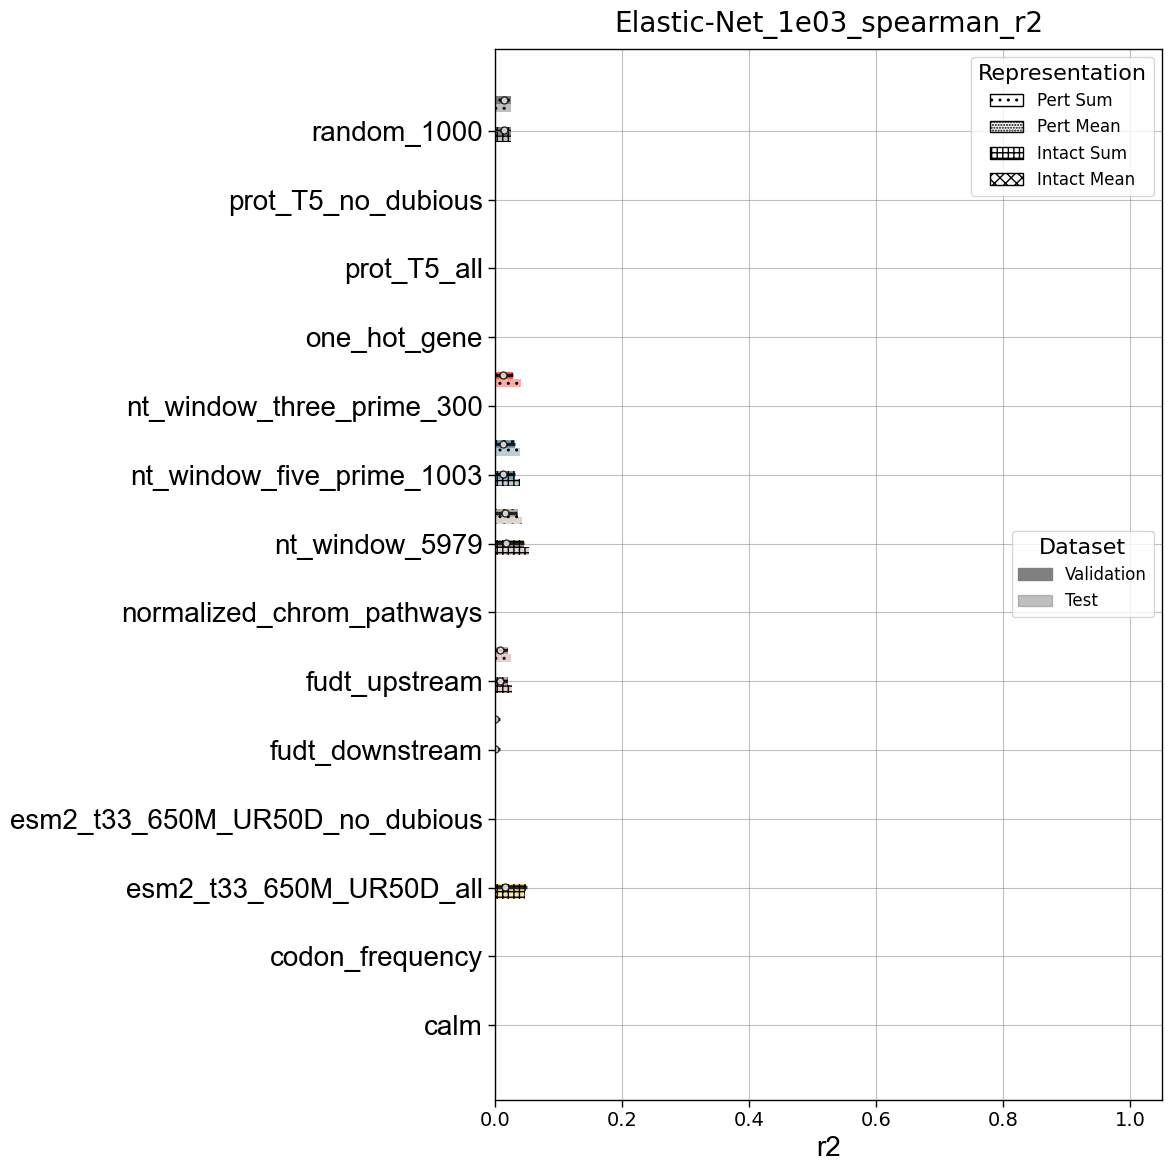 Elastic-Net_1e03_spearman_r2
Representation
Pert Sum
Pert Mean
Intact Sum
Intact Mean
random_1000
prot_T5_no_dubious
prot_T5_all
one_hot_gene
nt_window_three_prime_300
nt_window_five_prime_1003
nt_window_5979
Dataset
Validation
Test
normalized_chrom_pathways
fudt_upstream
fudt_downstream
esm2_t33_650M_UR50D_no_dubious
esm2_t33_650M_UR50D_all
codon_frequency
calm
0.0 0.2 0.4 0.6 0.8 1.0
r2